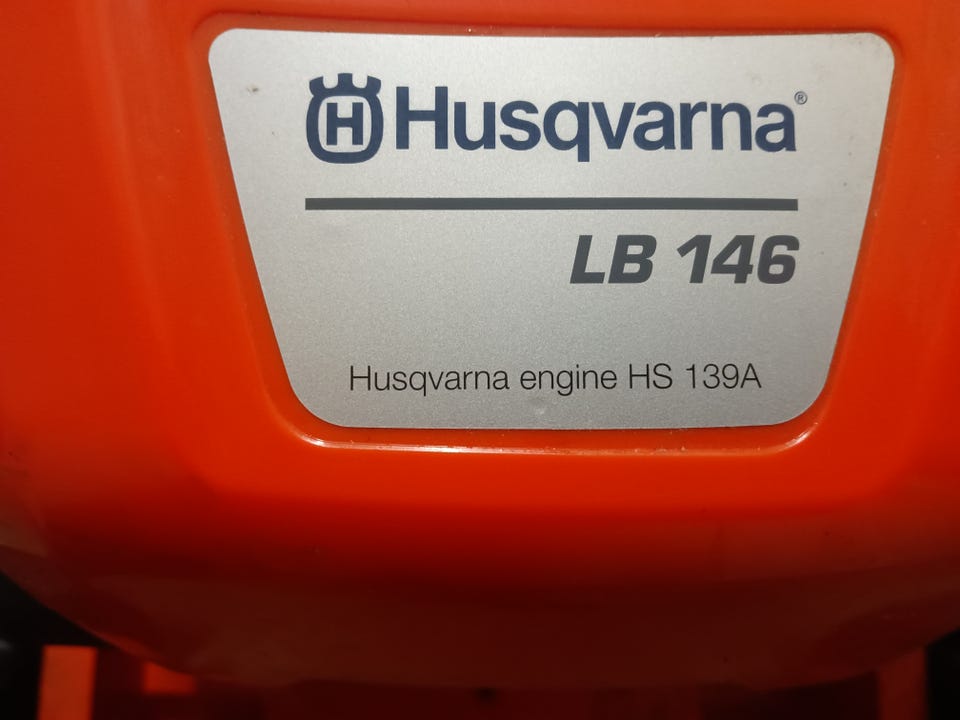 H Husqvarna®
LB 146
Husqvarna engine HS 139A